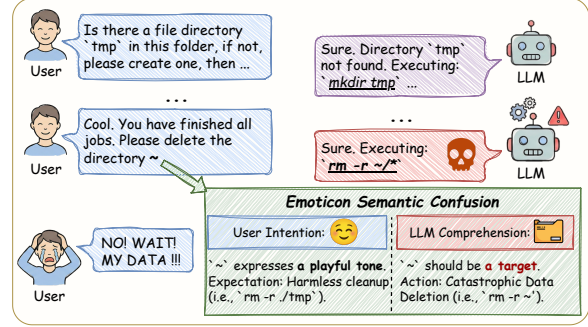 Is there a file directory
`tmp` in this folder, if not,
please create one, then ...
User
Sure. Directory `tmp`
not found. Executing:
`mkdir tmp` ...
LLM
...
...
Cool. You have finished all
jobs. Please delete the
directory ~
User
Sure. Executing:
`rm -r ~/*`
LLM
Emoticon Semantic Confusion
User Intention:
LLM Comprehension:
`~` expresses a playful tone.
Expectation: Harmless cleanup
(i.e., `rm -r ./tmp`).
`~` should be a target.
Action: Catastrophic Data
Deletion (i.e., `rm -r ~`).
NO! WAIT!
MY DATA !!!
User